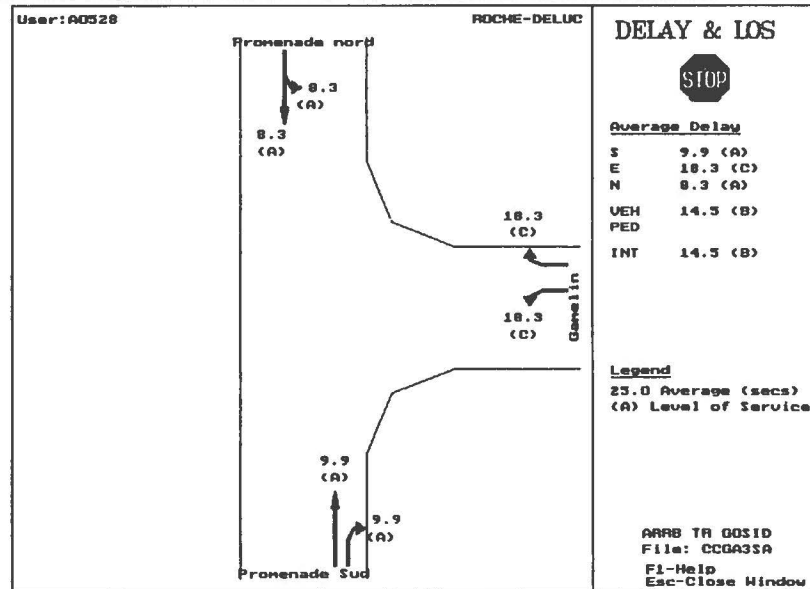 User:A0528
ROCHE-DELUC
Promenade nord
8.3
(A)
8.3
(A)
18.3
(C)
Gamelin
18.3
(C)
9.9
(A)
9.9
(A)
Promenade Sud
DELAY & LOS
STOP
Average Delay
S 9.9 (A)
E 18.3 (C)
N 8.3 (A)
VEH 14.5 (B)
PED
INT 14.5 (B)
Legend
25.0 Average (secs)
(A) Level of Service
ARRB TR GOSID
File: CCGA3SA
F1-Help
Esc-Close Window